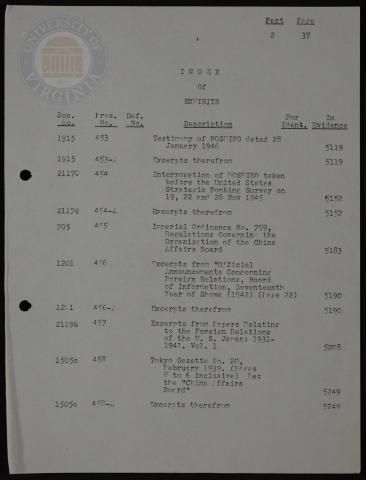 UNIVERSITY OF VIRGINIA
Part Page
2 37
INDEX
Of
EXHIBITS
Doc. Pros. Def. For In
No. No. No. Description Ident. Evidence
1915 453 Testimony of HOSHINO dated 28
January 1946 5119
1915 453-A Excerpts therefrom 5119
2117C 454 Interrogation of HOSHINO taken
before the United States
Strategic Bombing Survey on
19, 22 and 28 Nov 1945 5152
2117d 454-A Excerpts therefrom 5152
705 455 Imperial Ordinance No. 759,
Regulations Governing the
Organization of the China
Affairs Board 5183
1201 456 Excerpts from "Official
Announcements Concerning
Foreign Relations, Board
of Information, Seventeenth
Year of Showa (1942) (Page 22) 5190
1201 456-A Excerpts therefrom 5190
2119A 457 Excerpts from Papers Relating
to the Foreign Relations
of the U. S. Japan: 1931-
1941. Vol. 1 5208
1505c 458 Tokyo Gazette No. 20,
February 1939. (Pages
5 to 6 inclusive) Re:
the "China Affairs
Board" 5249
1505c 458-A Excerpts therefrom 5249